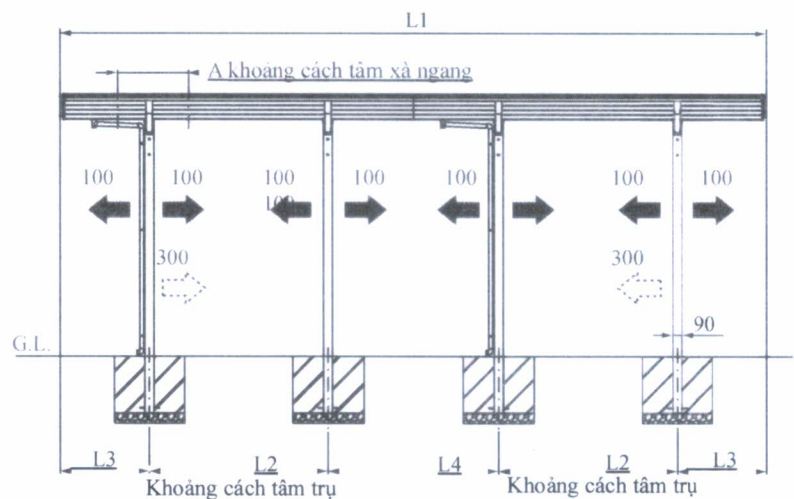 L1
A khoảng cách tâm xà ngang
100 100 100 100 100 100 100 100
100
300 300
90
G.L.
L3 L2 L4 L2 L3
Khoảng cách tâm trụ Khoảng cách tâm trụ